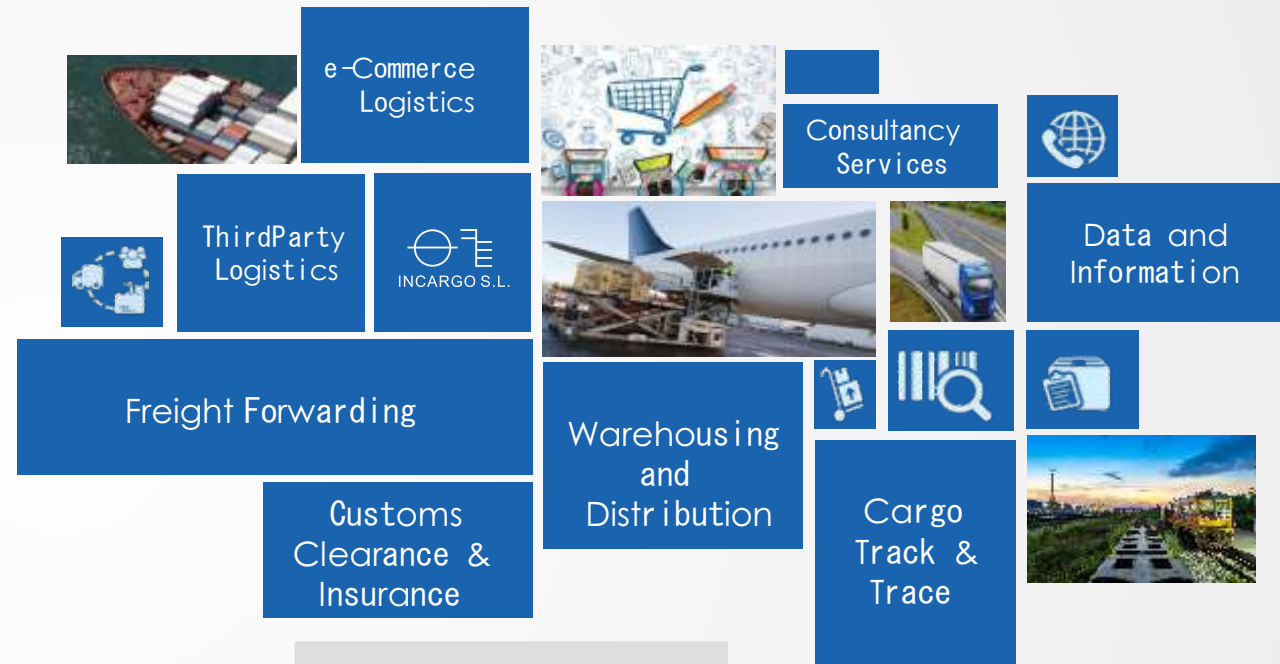 e-Commerce
Logistics
Consultancy
Services
ThirdParty
Logistics
INCARGO S.L.
Data and
Information
Freight Forwarding
Warehousing
and
Distribution
Customs
Clearance &
Insurance
Cargo
Track &
Trace